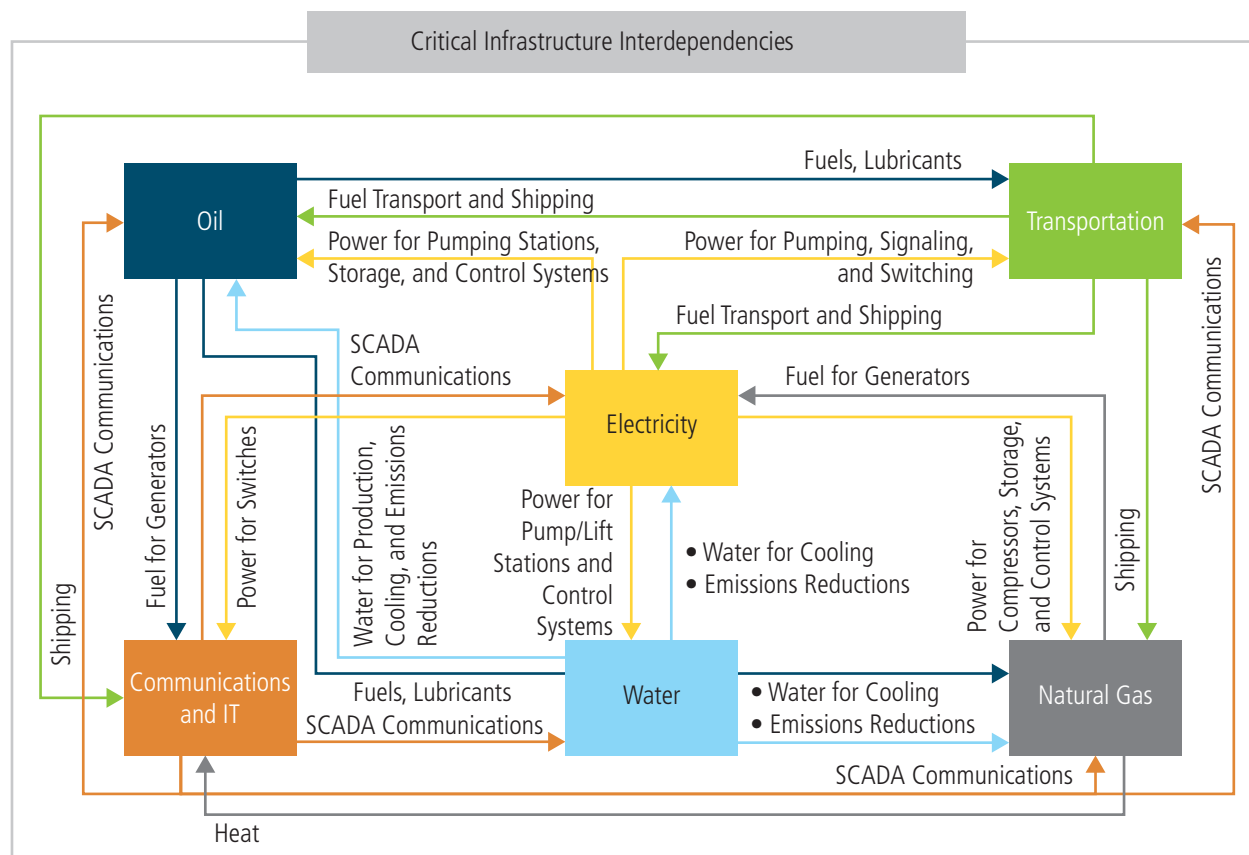 Critical Infrastructure Interdependencies
Fuels, Lubricants
Oil
Fuel Transport and Shipping
Transportation
Power for Pumping Stations,
Storage, and Control Systems
Power for Pumping, Signaling,
and Switching
Fuel Transport and Shipping
SCADA
Communications
Fuel for Generators
Electricity
SCADA Communications
Fuel for Generators
Power for Switches
Water for Production,
Cooling, and Emissions
Reductions
Power for
Pump/Lift
Stations and
Control
Systems
• Water for Cooling
• Emissions Reductions
Power for
Compressors, Storage,
and Control Systems
Shipping
SCADA Communications
Shipping
Communications
and IT
Fuels, Lubricants
SCADA Communications
Water
• Water for Cooling
• Emissions Reductions
Natural Gas
SCADA Communications
Heat